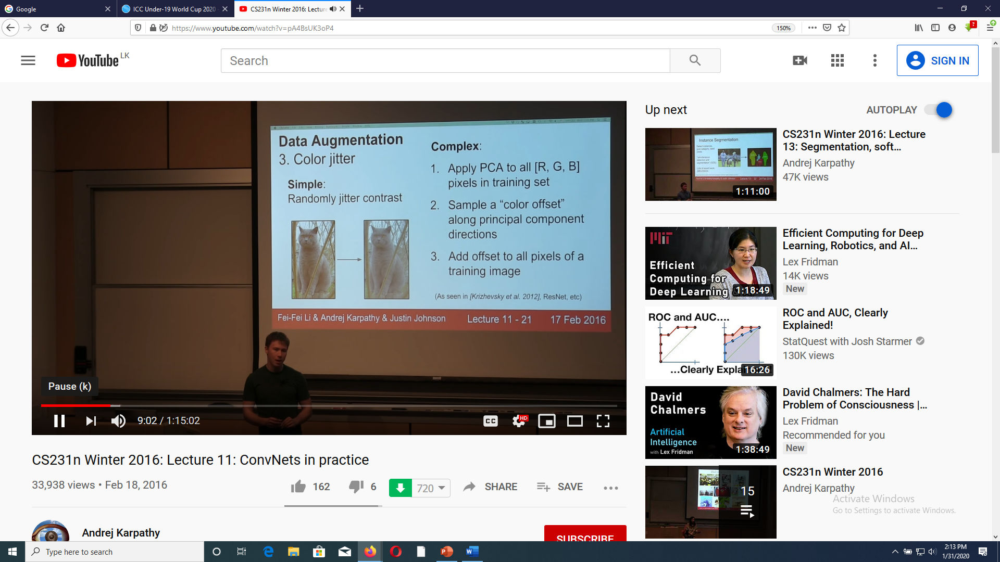 Google
ICC Under-19 World Cup 2020
CS231n Winter 2016: Lecture
https://www.youtube.com/watch?v=pA4BsUK3oP4
150%
YouTube LK
Search
SIGN IN
Data Augmentation
3. Color jitter
Simple:
Randomly jitter contrast
Complex:
1. Apply PCA to all [R, G, B]
pixels in training set
2. Sample a “color offset”
along principal component
directions
3. Add offset to all pixels of a
training image
(As seen in [Krizhevsky et al. 2012], ResNet, etc)
Fei-Fei Li & Andrej Karpathy & Justin Johnson
Lecture 11 - 21
17 Feb 2016
Pause (k)
9:02 / 1:15:02
CC
HD
CS231n Winter 2016: Lecture 11: ConvNets in practice
33,938 views • Feb 18, 2016
162
6
720
SHARE
SAVE
Andrej Karpathy
SUBSCRIBE
Up next
AUTOPLAY
Instance Segmentation
1:11:00
CS231n Winter 2016: Lecture
13: Segmentation, soft...
Andrej Karpathy
47K views
MIT
Efficient
Computing for
Deep Learning
1:18:49
Efficient Computing for Deep
Learning, Robotics, and AI...
Lex Fridman
14K views
New
ROC and AUC....
...Clearly
16:26
ROC and AUC, Clearly
Explained!
StatQuest with Josh Starmer
130K views
David
Chalmers
Artificial
Intelligence
with Lex Fridman
1:38:49
David Chalmers: The Hard
Problem of Consciousness |...
Lex Fridman
Recommended for you
New
15
CS231n Winter 2016
Andrej Karpathy
Activate Windows
Go to Settings to activate Windows.
Type here to search
2:13 PM
1/31/2020